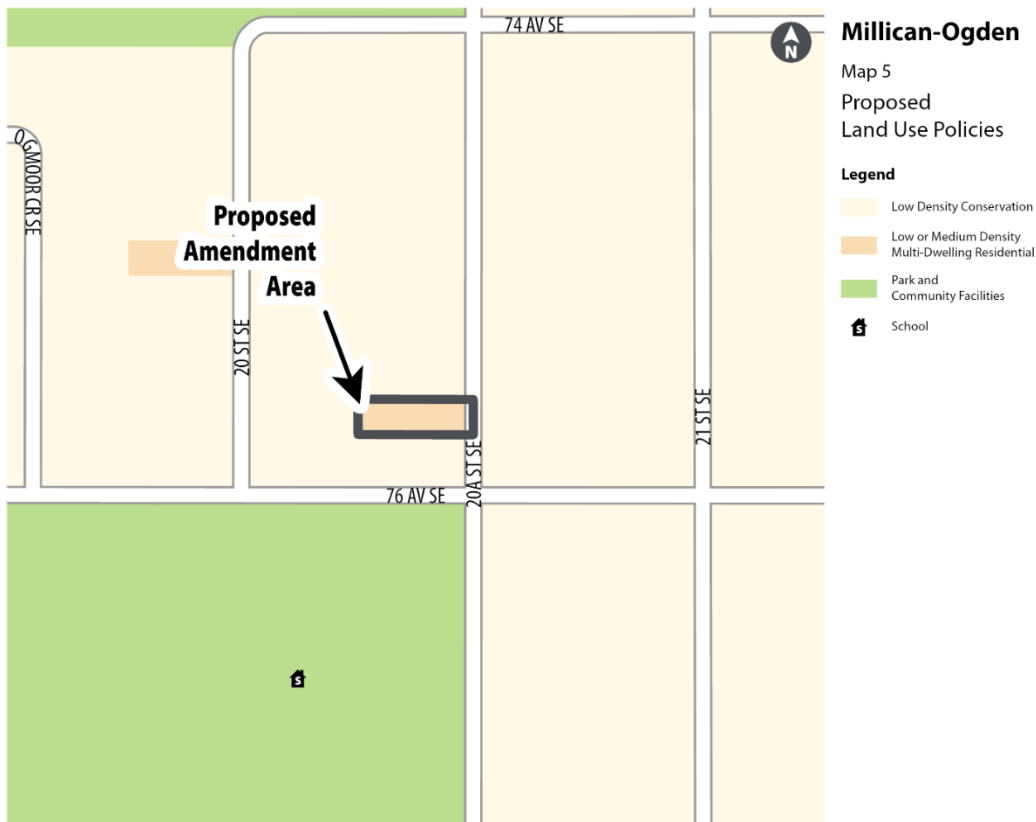 74 AV SE
N
OGMOOR CR SE
Proposed
Amendment
Area
20 ST SE
21 ST SE
20A ST SE
76 AV SE
S
Millican-Ogden
Map 5
Proposed
Land Use Policies
Legend
Low Density Conservation
Low or Medium Density
Multi-Dwelling Residential
Park and
Community Facilities
S
School